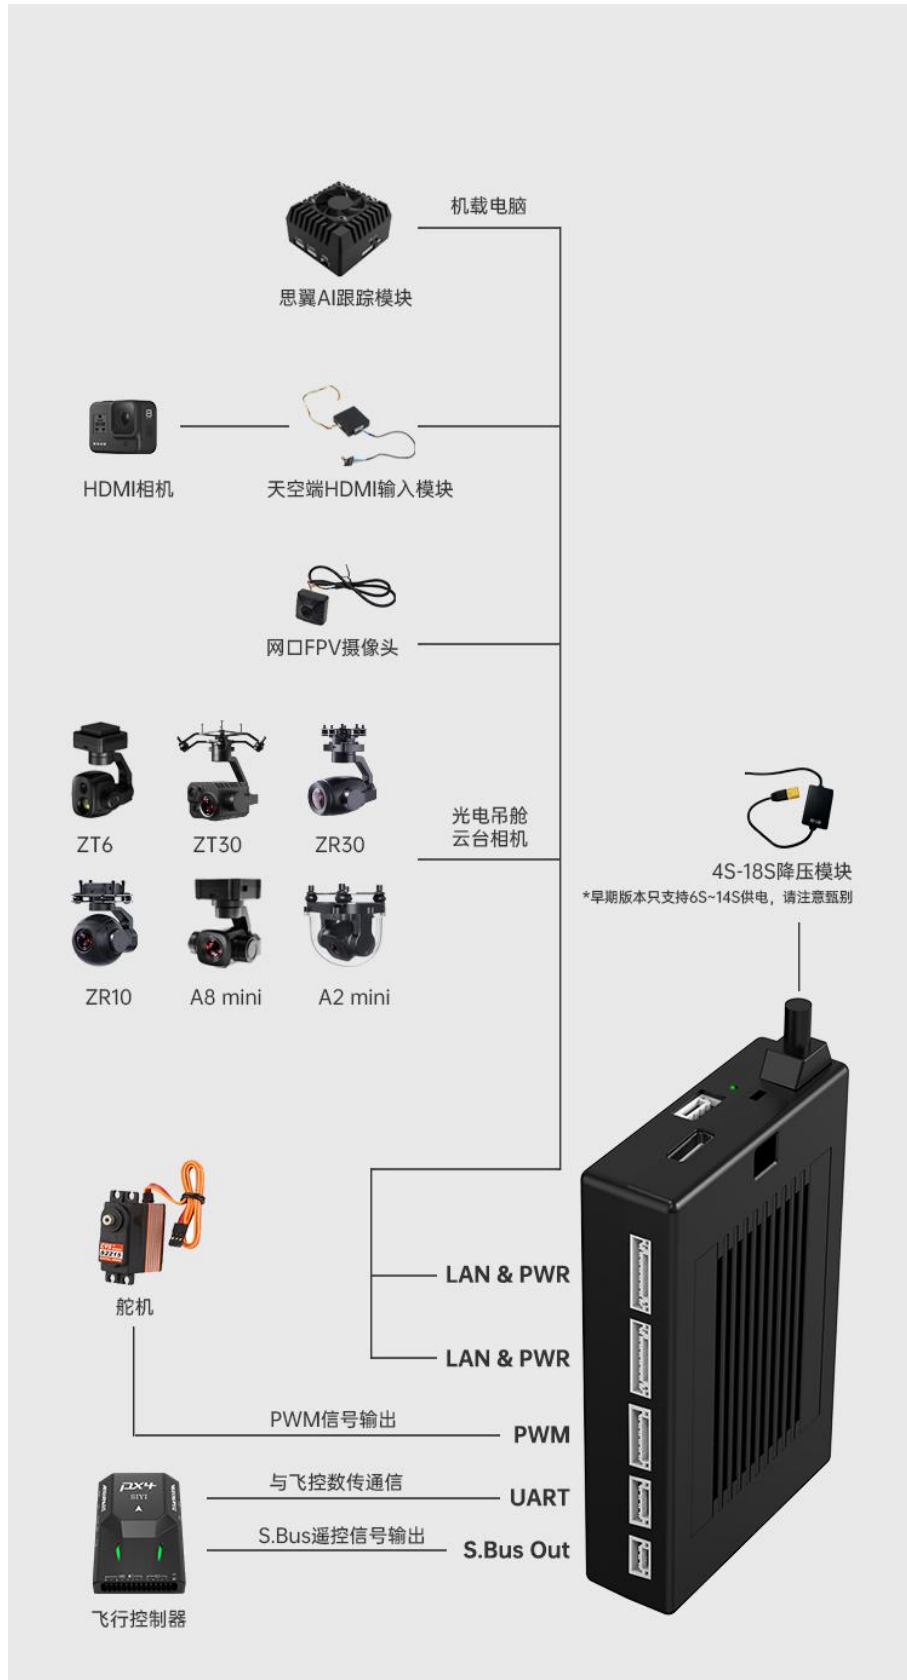 机载电脑
思翼AI跟踪模块
HDMI相机
天空端HDMI输入模块
网口FPV摄像头
ZT6
ZT30
ZR30
光电吊舱
云台相机
ZR10
A8 mini
A2 mini
4S-18S降压模块
*早期版本只支持6S~14S供电，请注意甄别
舵机
LAN & PWR
LAN & PWR
PWM信号输出
PWM
与飞控数传通信
UART
S.Bus遥控信号输出
S.Bus Out
px4
SIYI
飞行控制器